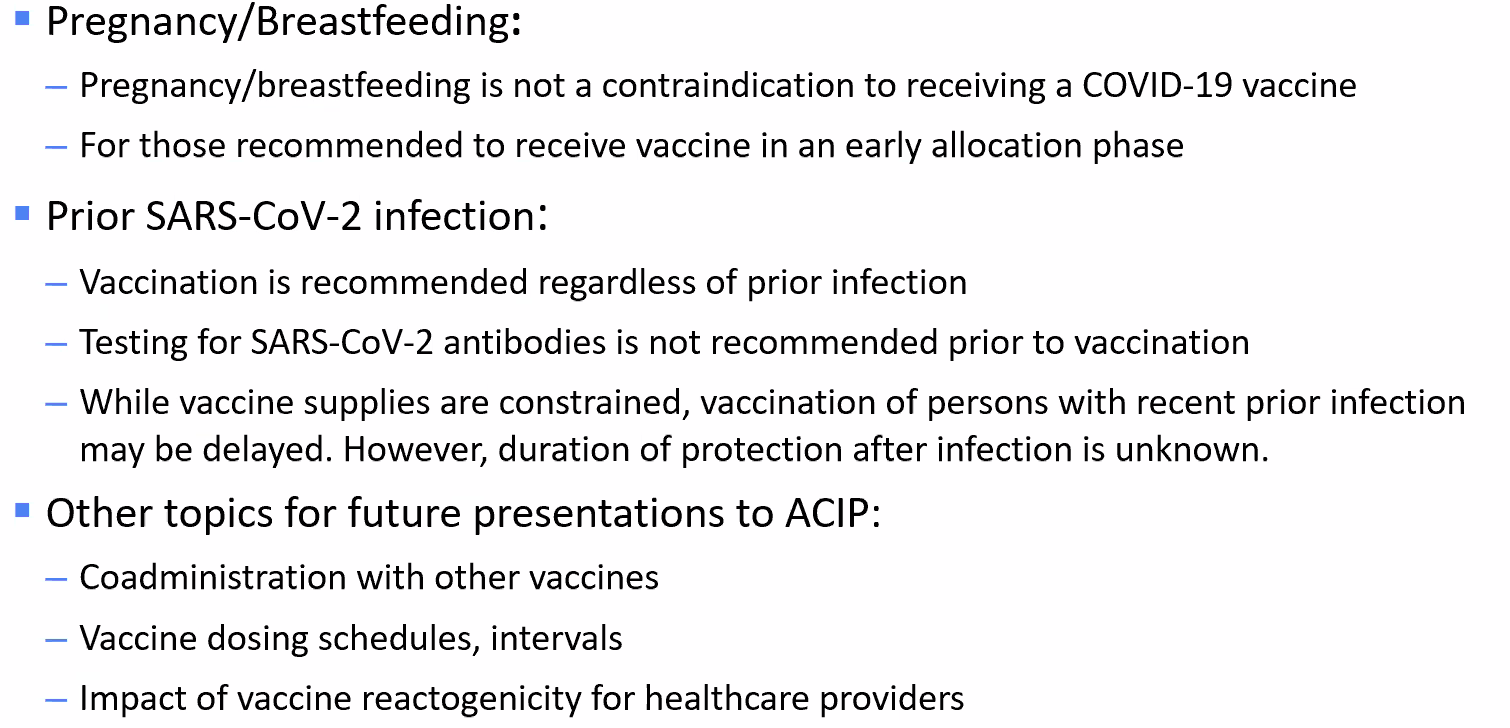 Pregnancy/Breastfeeding:
– Pregnancy/breastfeeding is not a contraindication to receiving a COVID-19 vaccine
– For those recommended to receive vaccine in an early allocation phase
Prior SARS-CoV-2 infection:
– Vaccination is recommended regardless of prior infection
– Testing for SARS-CoV-2 antibodies is not recommended prior to vaccination
– While vaccine supplies are constrained, vaccination of persons with recent prior infection
may be delayed. However, duration of protection after infection is unknown.
Other topics for future presentations to ACIP:
– Coadministration with other vaccines
– Vaccine dosing schedules, intervals
– Impact of vaccine reactogenicity for healthcare providers